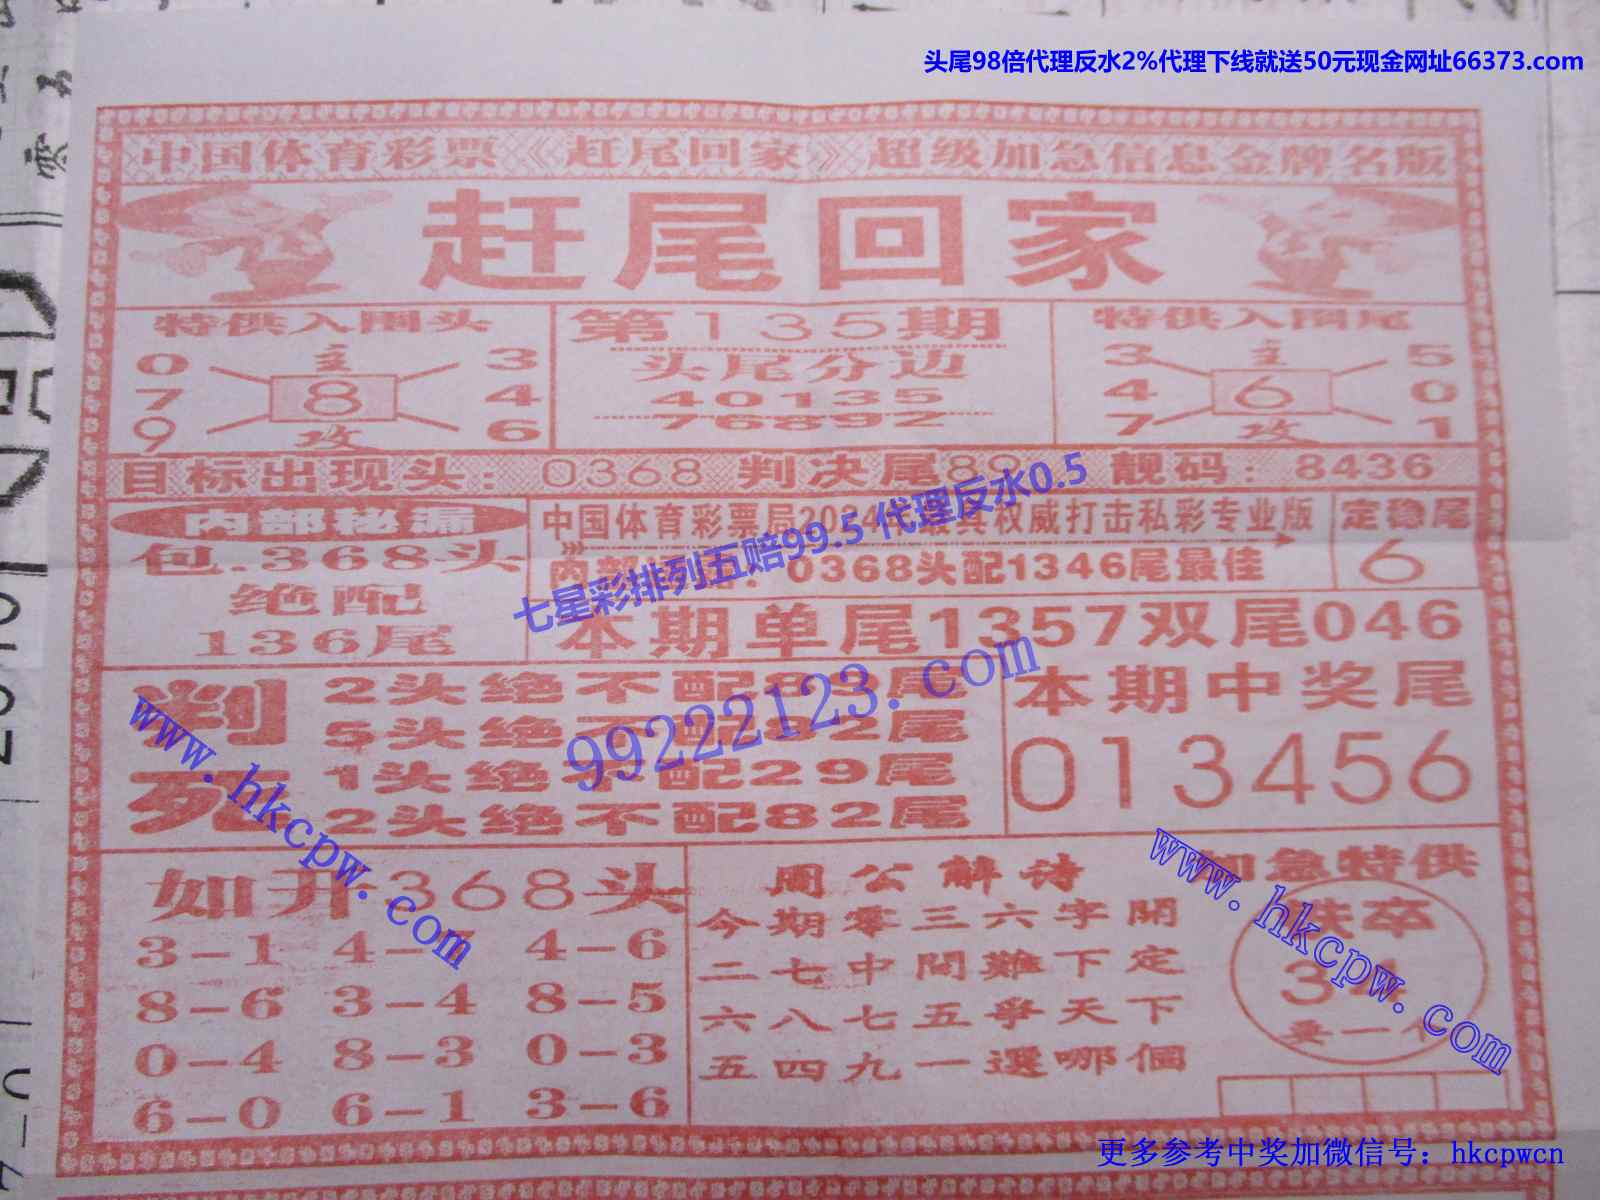 头尾98倍代理反水2%代理下线就送50元现金网址66373.com
中国体育彩票《赶尾回家》超级加急信息金牌名版
赶尾回家
特供入围头
0 主 3
7 8 4
9 攻 6
第135期
头尾分边
40135
76892
特供入围尾
3 主 5
4 6 0
7 攻 1
目标出现头：0368 判决尾89 靓码：8436
内部秘漏
包.368头
绝配
136尾
中国体育彩票局20 权威打击私彩专业版
内部 0368头配1346尾最佳
定稳尾
6
七星彩排列五赔99.5 代理反水0.5
本期单尾1357双尾046
99222123.com
判死
2头绝不配89尾
5头绝不配 2尾
1头绝不配29尾
2头绝不配82尾
本期中奖尾
013456
www.hkcpw.com
如开368头
3-1 4- 4-6
8-6 3-4 8-5
0-4 8-3 0-3
6-0 6-1 3-6
周公解诗
今期零三六字開
二七中間難下定
六八七五爭天下
五四九一選哪個
加急特供
卒
34
www.hkcpw.com
更多参考中奖加微信号：hkcpwcn